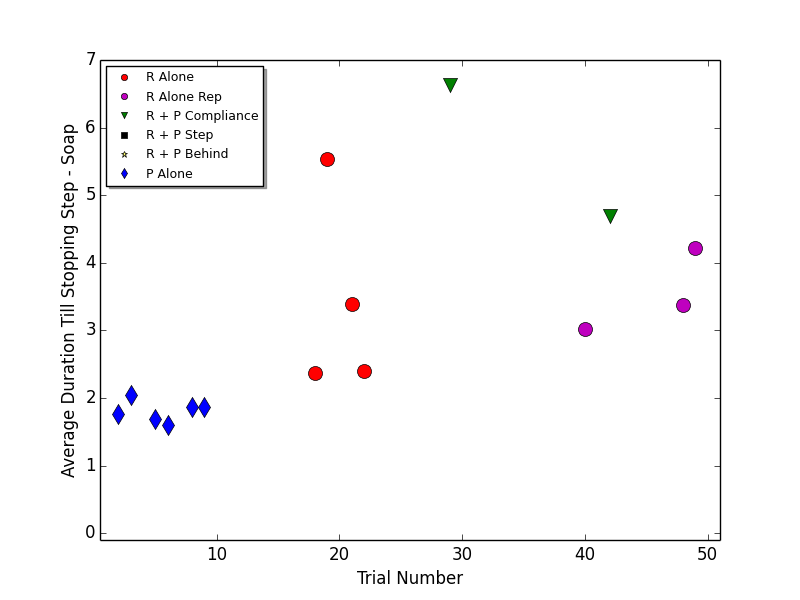 7
6
5
4
3
2
1
0
Average Duration Till Stopping Step - Soap
R Alone
R Alone Rep
R + P Compliance
R + P Step
R + P Behind
P Alone
10 20 30 40 50
Trial Number